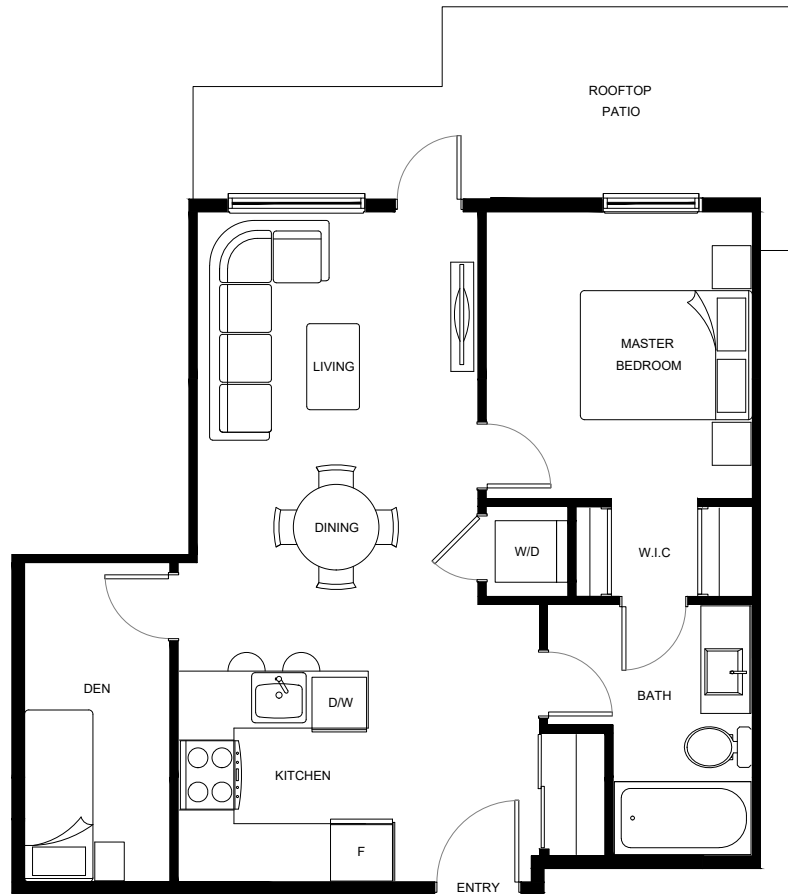 ROOFTOP
PATIO
MASTER
BEDROOM
LIVING
DINING
W/D
W.I.C
DEN
BATH
D/W
KITCHEN
F
ENTRY